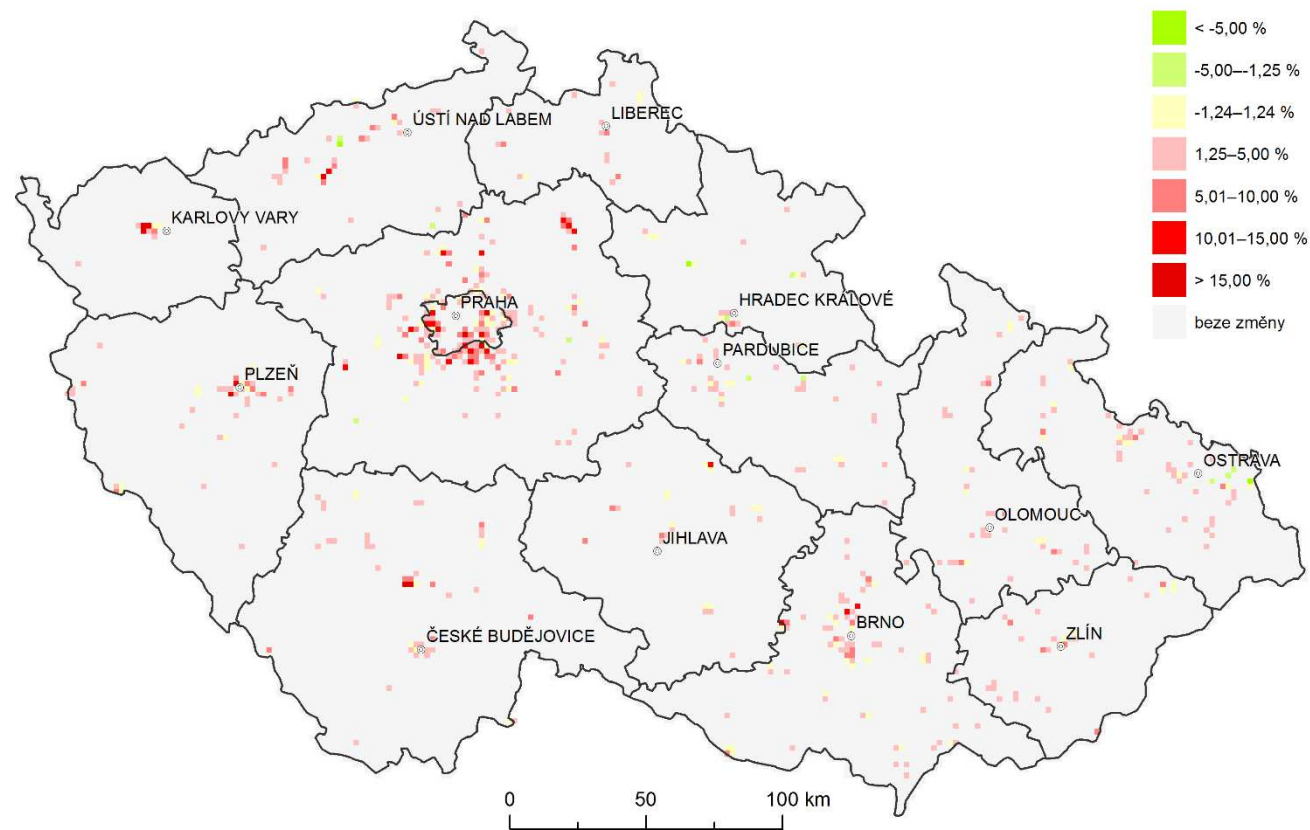 < -5,00 %
-5,00–-1,25 %
-1,24–1,24 %
1,25–5,00 %
5,01–10,00 %
10,01–15,00 %
> 15,00 %
beze změny
ÚSTÍ NAD LABEM
LIBEREC
KARLOVY VARY
PRAHA
HRADEC KRÁLOVÉ
PARDUBICE
PLZEŇ
OSTRAVA
OLOMOUC
JIHLAVA
BRNO
ČESKÉ BUDĚJOVICE
ZLÍN
0 50 100 km